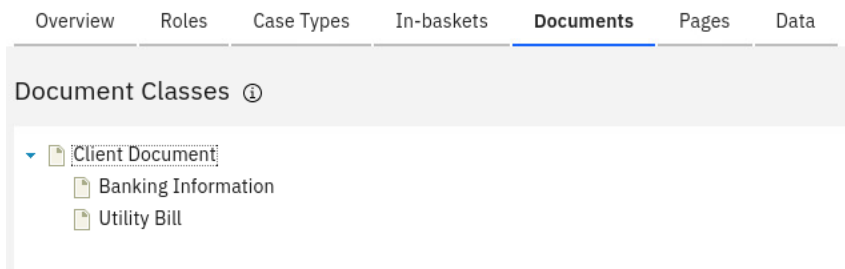 Overview Roles Case Types In-baskets Documents Pages Data
Document Classes
Client Document
Banking Information
Utility Bill